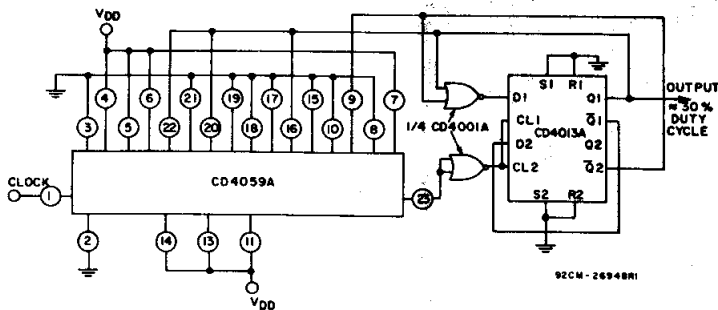 VDD
4 6 21 19 17 15 9 7
3 5 22 20 18 16 10 8
CLOCK 1
CD4059A
23
2 14 13 11
VDD
1/4 CD4001A
S1 R1
D1 Q1
CL1 Q̅1
CD4013A
D2 Q2
CL2 Q̅2
S2 R2
OUTPUT
≈ 50%
DUTY
CYCLE
92CM-26948R1